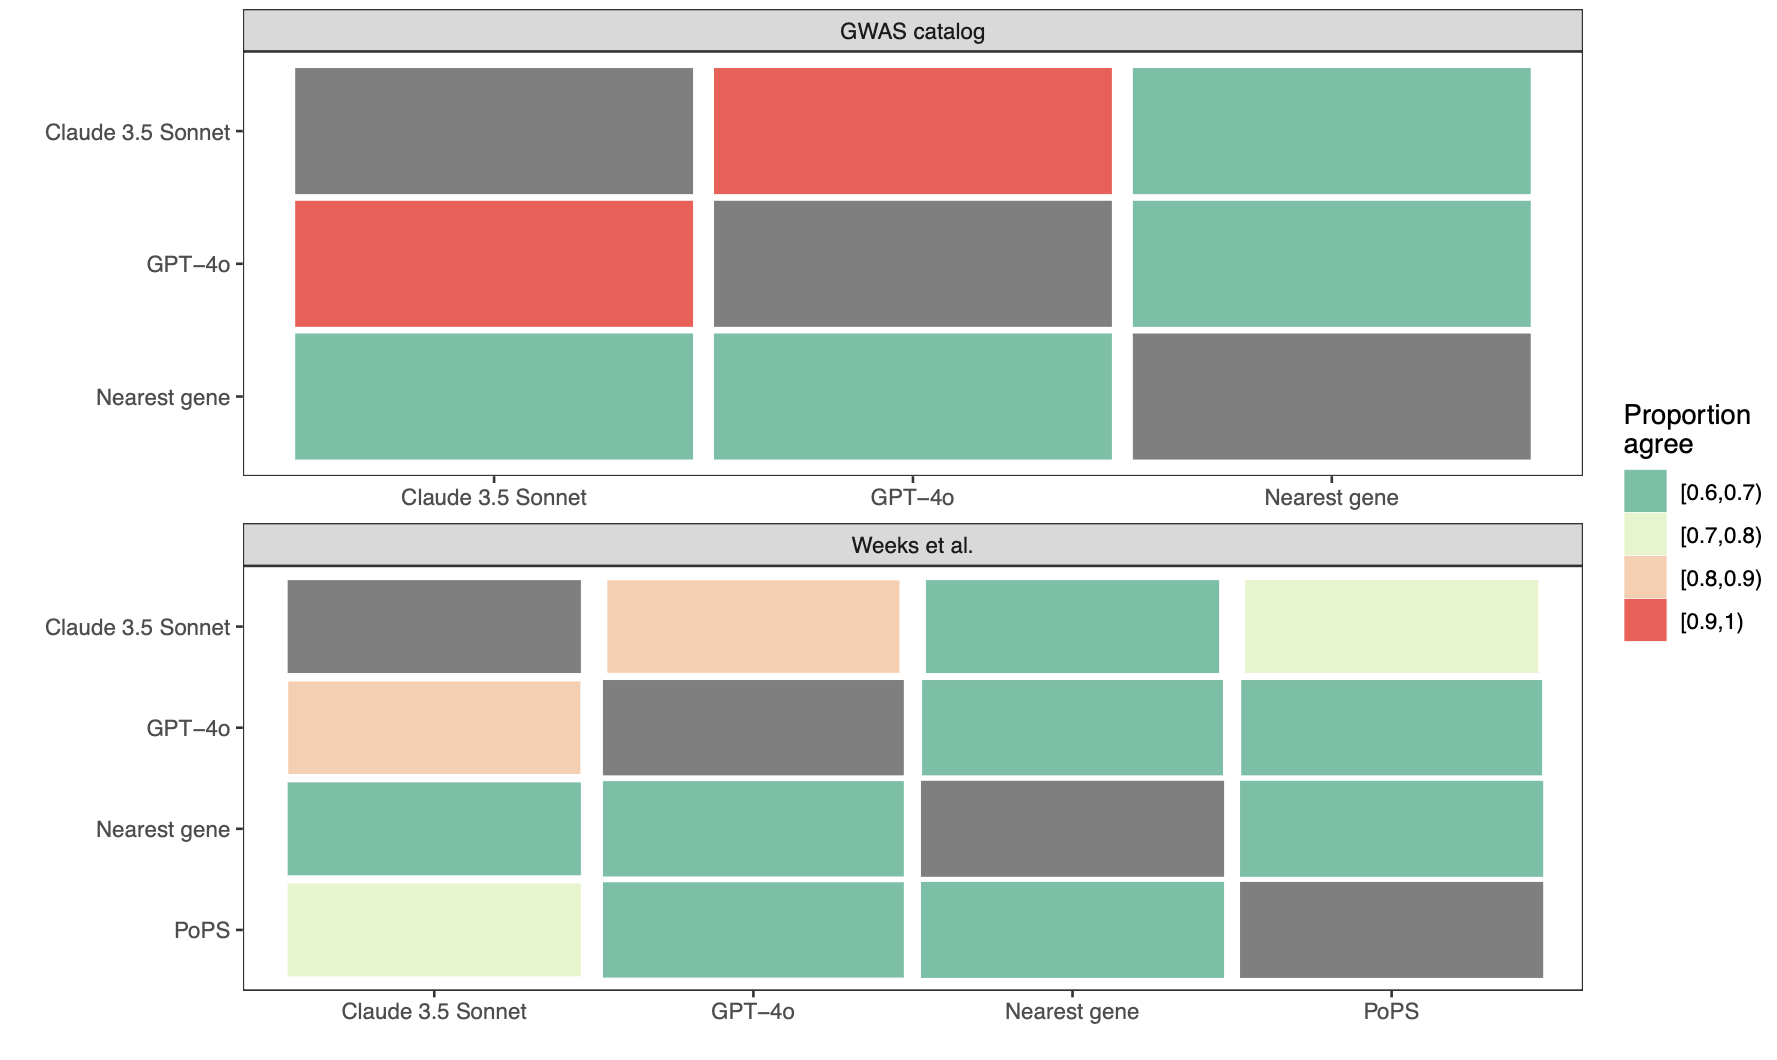 GWAS catalog
Claude 3.5 Sonnet
GPT−4o
Nearest gene
Claude 3.5 Sonnet GPT−4o Nearest gene
Weeks et al.
Claude 3.5 Sonnet
GPT−4o
Nearest gene
PoPS
Claude 3.5 Sonnet GPT−4o Nearest gene PoPS
Proportion
agree
[0.6,0.7)
[0.7,0.8)
[0.8,0.9)
[0.9,1)